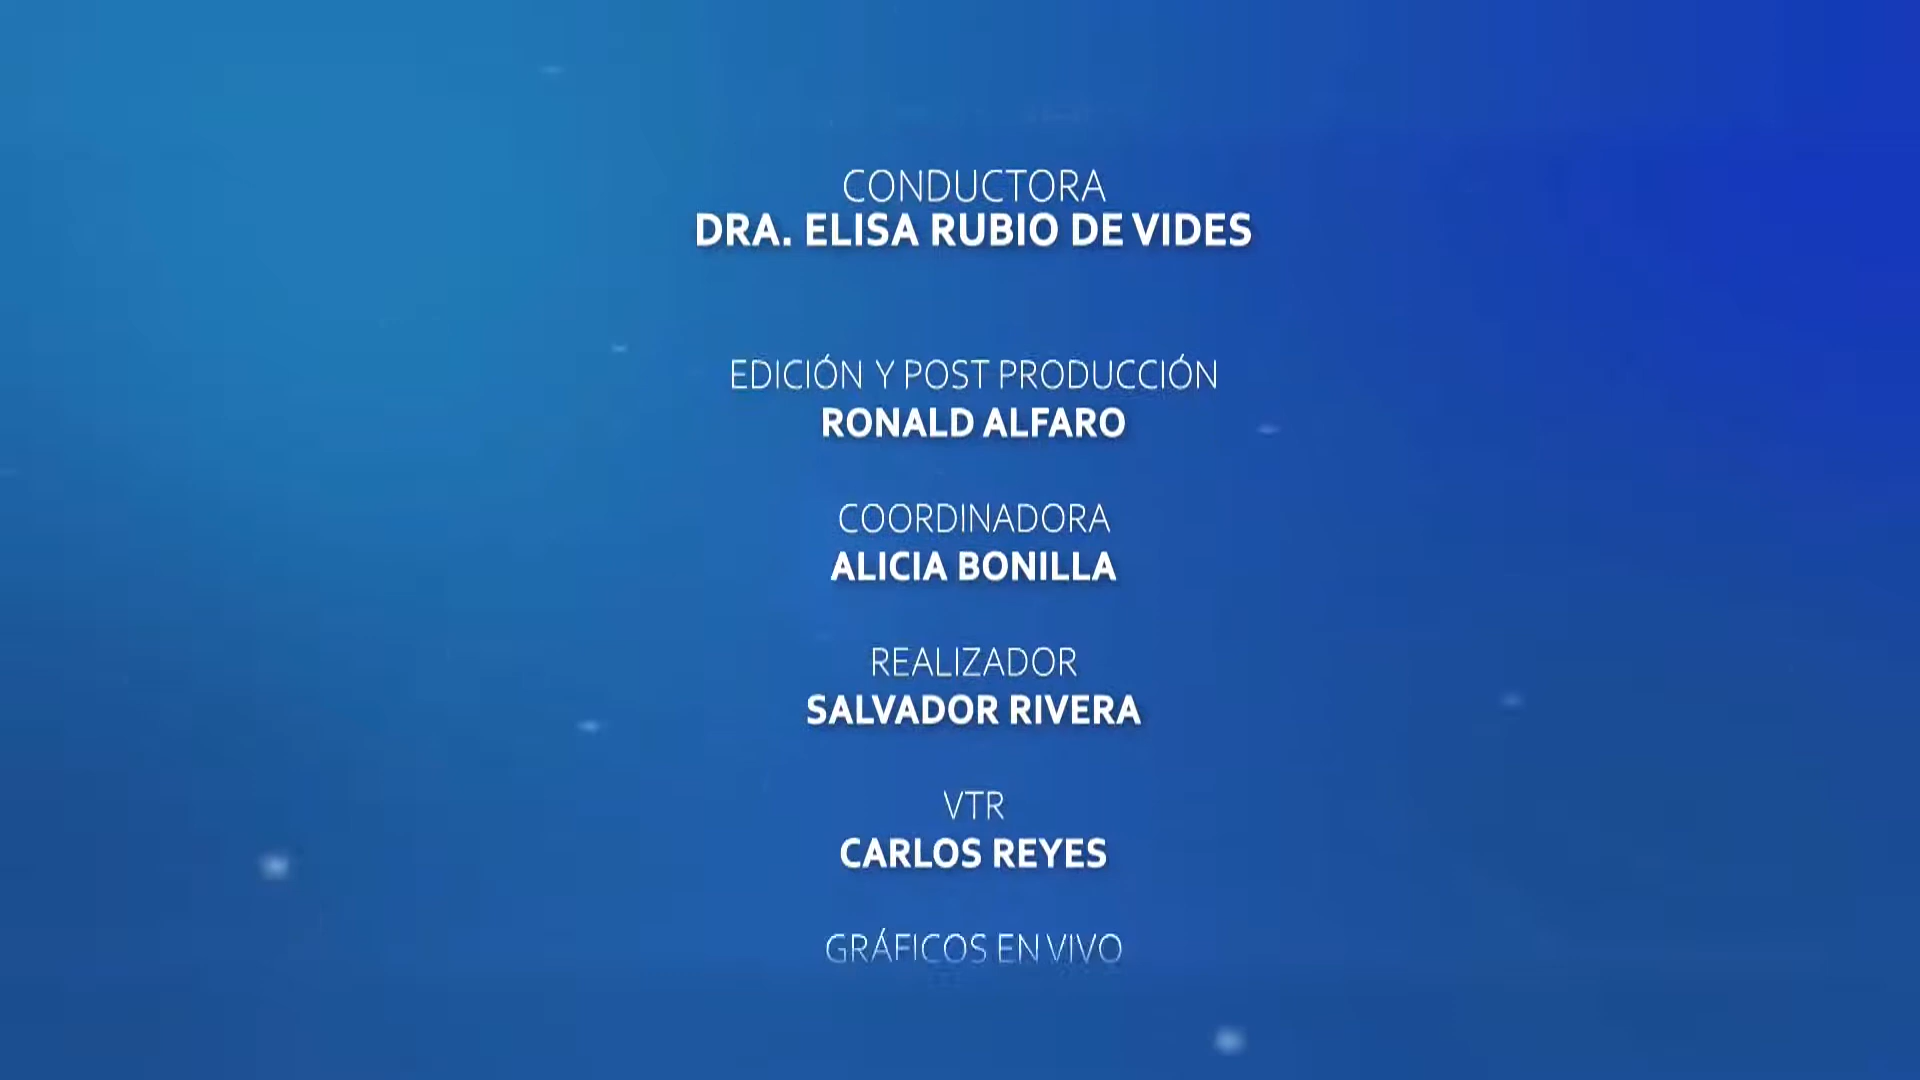 CONDUCTORA
DRA. ELISA RUBIO DE VIDES
EDICIÓN Y POST PRODUCCIÓN
RONALD ALFARO
COORDINADORA
ALICIA BONILLA
REALIZADOR
SALVADOR RIVERA
VTR
CARLOS REYES
GRÁFICOS EN VIVO